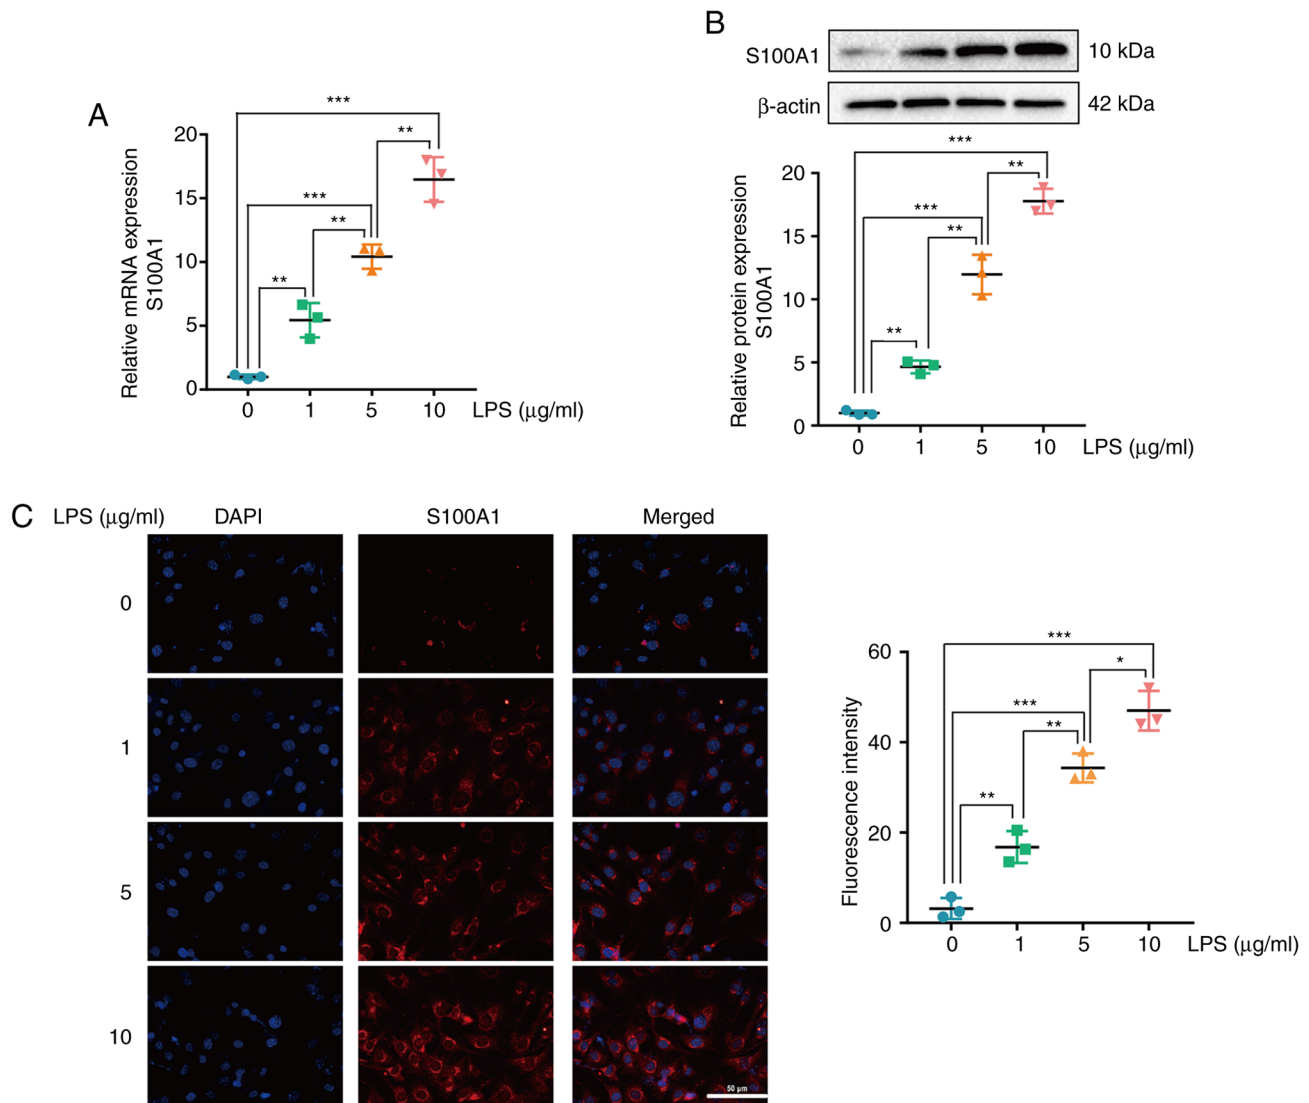 A
***
**
***
**
**
Relative mRNA expression
S100A1
20
15
10
5
0
0 1 5 10 LPS (μg/ml)
B
S100A1 10 kDa
β-actin 42 kDa
***
**
***
**
**
Relative protein expression
S100A1
20
15
10
5
0
0 1 5 10 LPS (μg/ml)
C LPS (μg/ml) DAPI S100A1 Merged
0
1
5
10
50 μm
***
*
***
**
**
Fluorescence intensity
60
40
20
0
0 1 5 10 LPS (μg/ml)